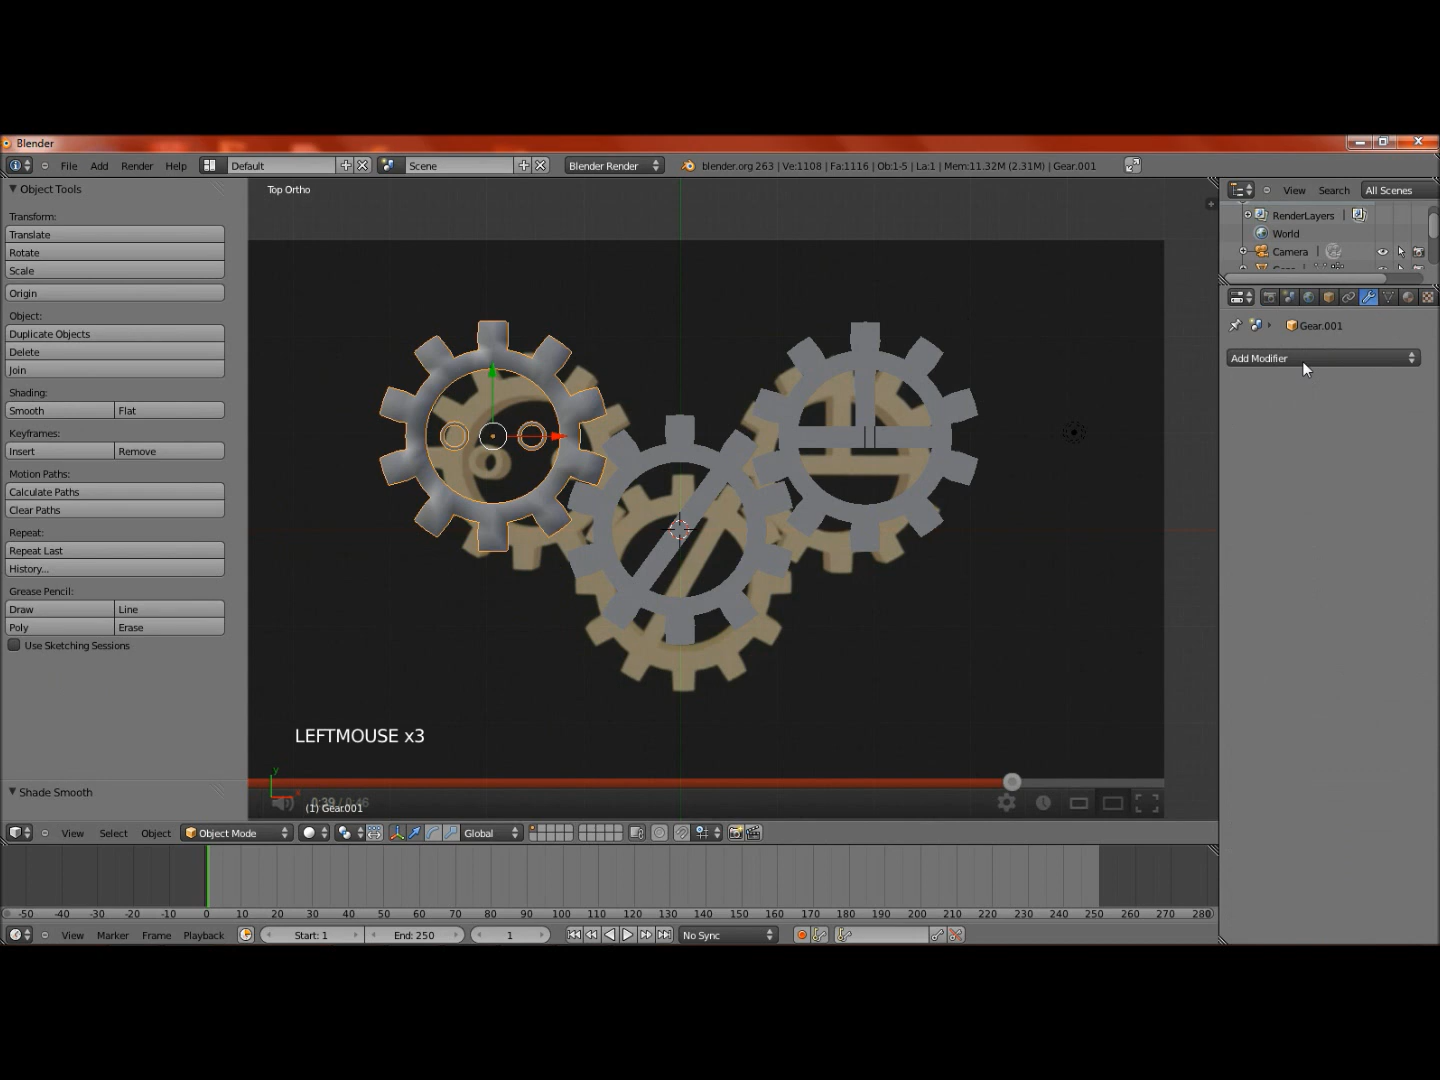 Blender
File Add Render Help Default Scene Blender Render blender.org 263 | Ve:1108 | Fa:1116 | Ob:1-5 | La:1 | Mem:11.32M (2.31M) | Gear.001
Object Tools
Top Ortho
View Search All Scenes
Transform:
Translate
Rotate
Scale
Origin
Object:
Duplicate Objects
Delete
Join
Shading:
Smooth Flat
Keyframes:
Insert Remove
Motion Paths:
Calculate Paths
Clear Paths
Repeat:
Repeat Last
History...
Grease Pencil:
Draw Line
Poly Erase
Use Sketching Sessions
RenderLayers
World
Camera
Gear.001
Add Modifier
LEFTMOUSE x3
y
x
Shade Smooth
0:39 / 0:46
(1) Gear001
View Select Object Object Mode Global
-50 -40 -30 -20 -10 0 10 20 30 40 50 60 70 80 90 100 110 120 130 140 150 160 170 180 190 200 210 220 230 240 250 260 270 280
View Marker Frame Playback Start: 1 End: 250 1 No Sync